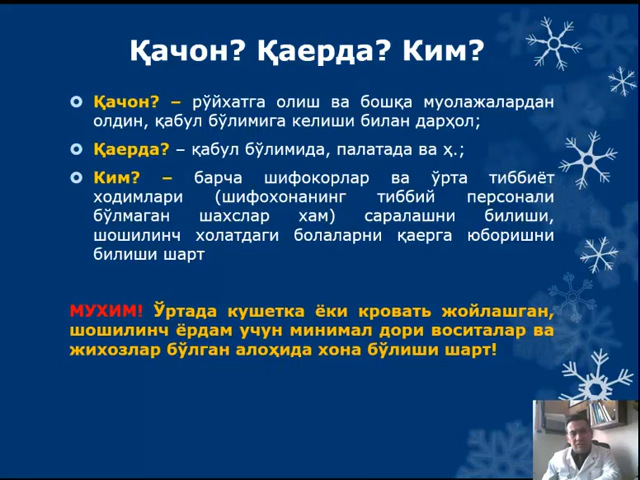 Қачон? Қаерда? Ким?
Қачон? – рўйхатга олиш ва бошқа муолажалардан
олдин, қабул бўлимига келиши билан дарҳол;
Қаерда? – қабул бўлимида, палатада ва ҳ.;
Ким? – барча шифокорлар ва ўрта тиббиёт
ходимлари (шифохонанинг тиббий персонали
бўлмаган шахслар хам) саралашни билиши,
шошилинч холатдаги болаларни қаерга юборишни
билиши шарт
МУХИМ! Ўртада кушетка ёки кровать жойлашган,
шошилинч ёрдам учун минимал дори воситалар ва
жихозлар бўлган алоҳида хона бўлиши шарт!